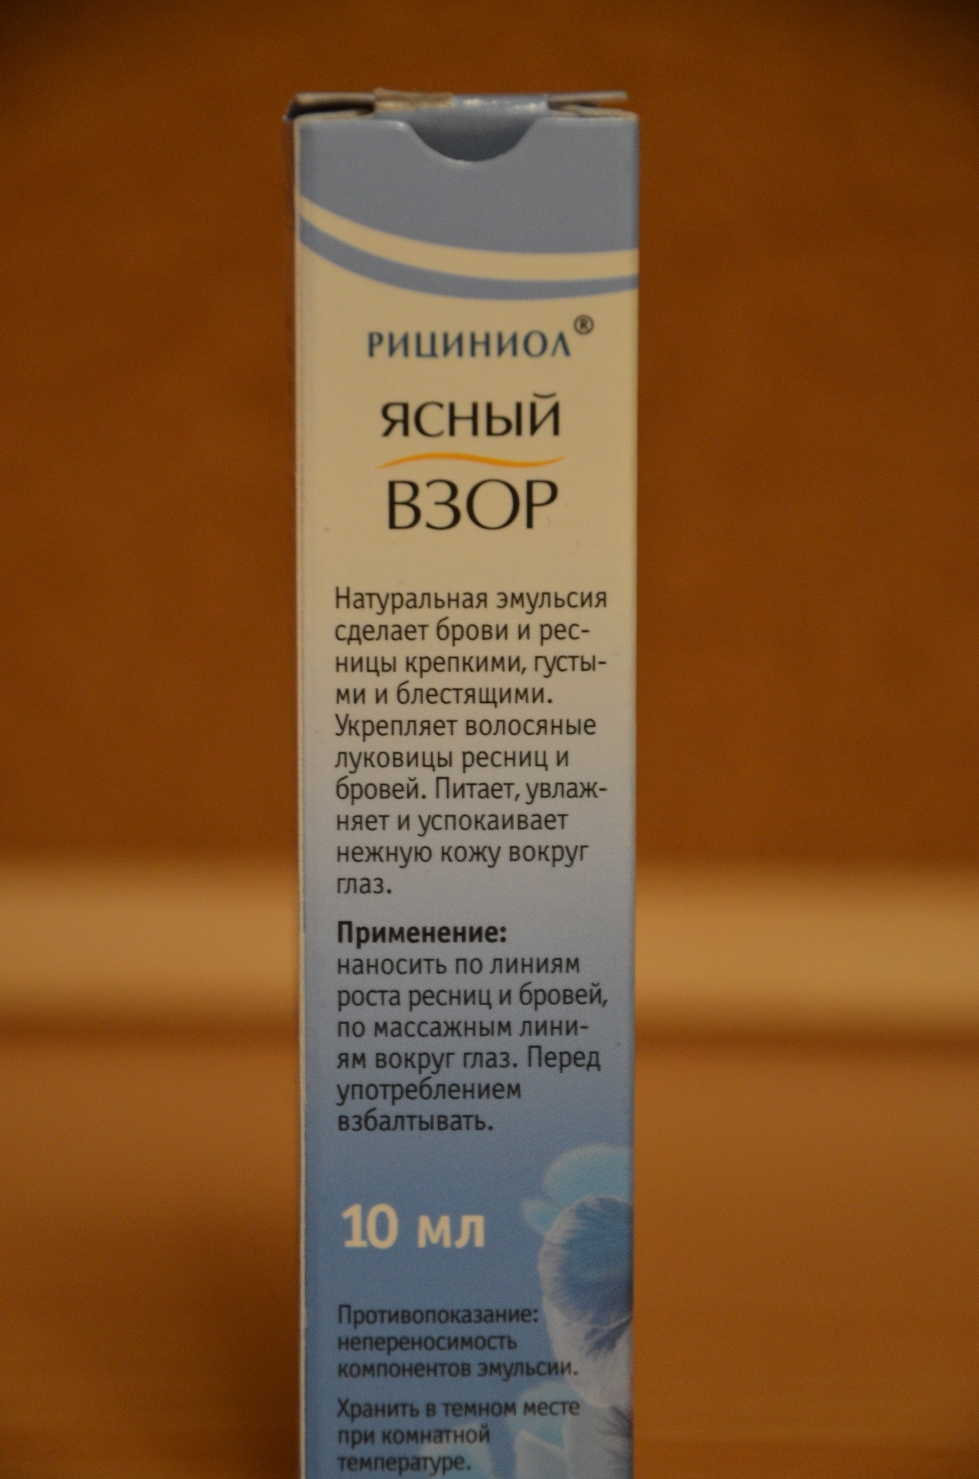 РИЦИНИОЛ®
ЯСНЫЙ
ВЗОР
Натуральная эмульсия
сделает брови и рес-
ницы крепкими, густы-
ми и блестящими.
Укрепляет волосяные
луковицы ресниц и
бровей. Питает, увлаж-
няет и успокаивает
нежную кожу вокруг
глаз.
Применение:
наносить по линиям
роста ресниц и бровей,
по массажным лини-
ям вокруг глаз. Перед
употреблением
взбалтывать.
10 мл
Противопоказание:
непереносимость
компонентов эмульсии.
Хранить в темном месте
при комнатной
температуре.